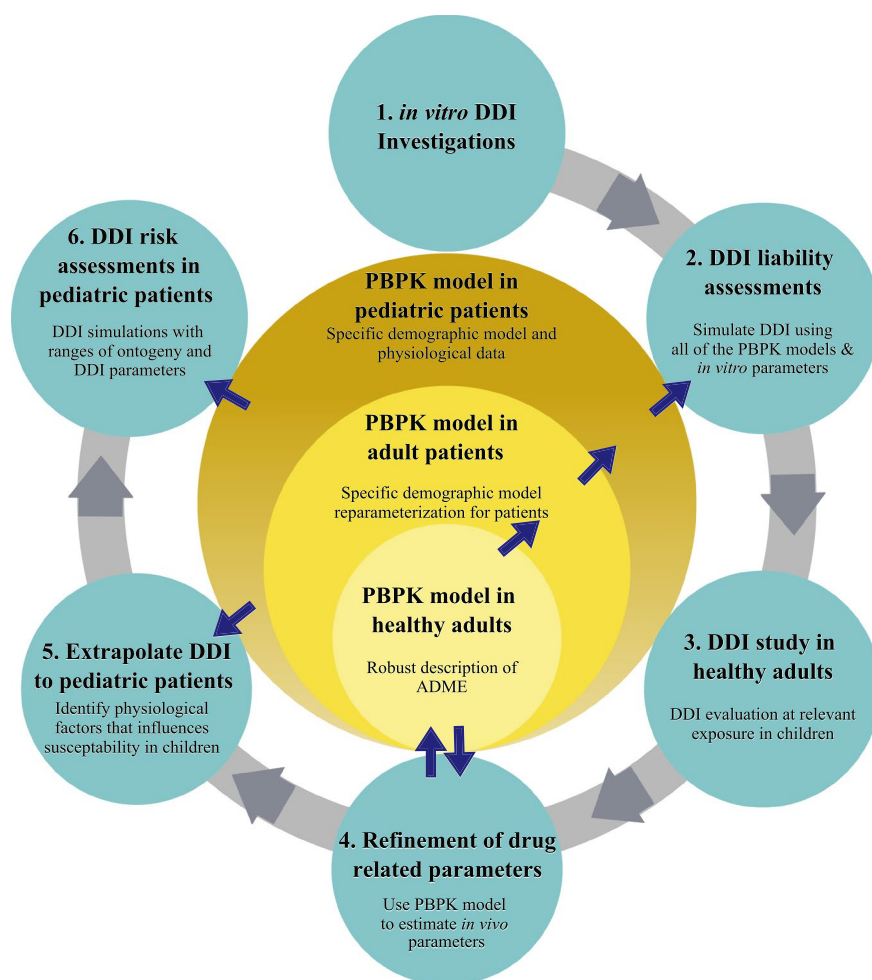 1. in vitro DDI
Investigations
2. DDI liability
assessments
Simulate DDI using
all of the PBPK models &
in vitro parameters
3. DDI study in
healthy adults
DDI evaluation at relevant
exposure in children
4. Refinement of drug
related parameters
Use PBPK model
to estimate in vivo
parameters
5. Extrapolate DDI
to pediatric patients
Identify physiological
factors that influences
susceptability in children
6. DDI risk
assessments in
pediatric patients
DDI simulations with
ranges of ontogeny and
DDI parameters
PBPK model in
pediatric patients
Specific demographic model and
physiological data
PBPK model in
adult patients
Specific demographic model
reparameterization for patients
PBPK model in
healthy adults
Robust description of
ADME